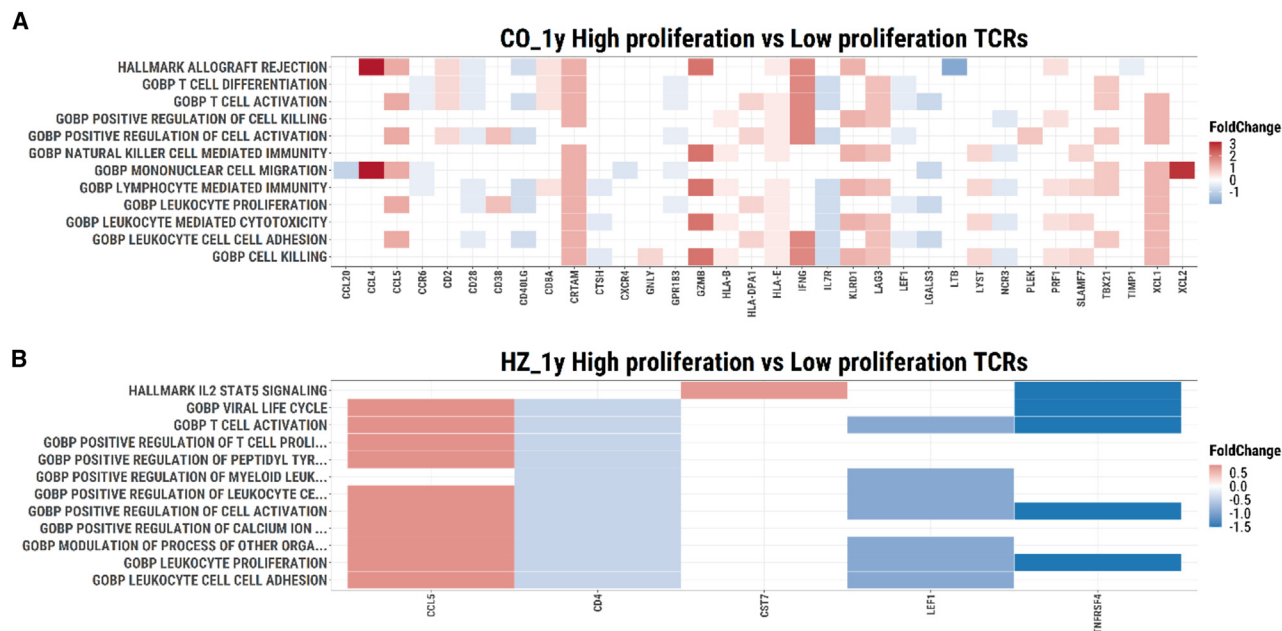 A
CO_1y High proliferation vs Low proliferation TCRs
HALLMARK ALLOGRAFT REJECTION
GOBP T CELL DIFFERENTIATION
GOBP T CELL ACTIVATION
GOBP POSITIVE REGULATION OF CELL KILLING
GOBP POSITIVE REGULATION OF CELL ACTIVATION
GOBP NATURAL KILLER CELL MEDIATED IMMUNITY
GOBP MONONUCLEAR CELL MIGRATION
GOBP LYMPHOCYTE MEDIATED IMMUNITY
GOBP LEUKOCYTE PROLIFERATION
GOBP LEUKOCYTE MEDIATED CYTOTOXICITY
GOBP LEUKOCYTE CELL CELL ADHESION
GOBP CELL KILLING
CCL20
CCL4
CCL5
CCR6
CD2
CD28
CD38
CD40LG
CD8A
CRTAM
CTSH
CXCR4
GNLY
GPR183
GZMB
HLA-B
HLA-DPA1
HLA-E
IFNG
IL7R
KLRD1
LAG3
LEF1
LGALS3
LTB
LYST
NCR3
PLEK
PRF1
SLAMF7
TBX21
TIMP1
XCL1
XCL2
FoldChange
3
2
1
0
-1
B
HZ_1y High proliferation vs Low proliferation TCRs
HALLMARK IL2 STAT5 SIGNALING
GOBP VIRAL LIFE CYCLE
GOBP T CELL ACTIVATION
GOBP POSITIVE REGULATION OF T CELL PROLI...
GOBP POSITIVE REGULATION OF PEPTIDYL TYR...
GOBP POSITIVE REGULATION OF MYELOID LEUK...
GOBP POSITIVE REGULATION OF LEUKOCYTE CE...
GOBP POSITIVE REGULATION OF CELL ACTIVATION
GOBP POSITIVE REGULATION OF CALCIUM ION ...
GOBP MODULATION OF PROCESS OF OTHER ORGA...
GOBP LEUKOCYTE PROLIFERATION
GOBP LEUKOCYTE CELL CELL ADHESION
CCL5
CD4
CST7
LEF1
TNFRSF4
FoldChange
0.5
0.0
-0.5
-1.0
-1.5